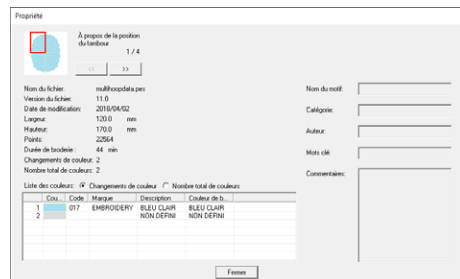 Propriété
À propos de la position
du tambour
1 / 4
<< >>
Nom du fichier: multihoopdata.pes
Version du fichier: 11.0
Date de modification: 2018/04/02
Largeur: 120.0 mm
Hauteur: 170.0 mm
Points: 22564
Durée de broderie : 44 min
Changements de couleur: 2
Nombre total de couleurs: 2
Liste des couleurs: Changements de couleur Nombre total de couleurs
Cou... Code Marque Description Couleur de b...
1 017 EMBROIDERY BLEU CLAIR BLEU CLAIR
2 NON DEFINI NON DEFINI
Nom du motif:
Catégorie:
Auteur:
Mots clé:
Commentaires:
Fermer